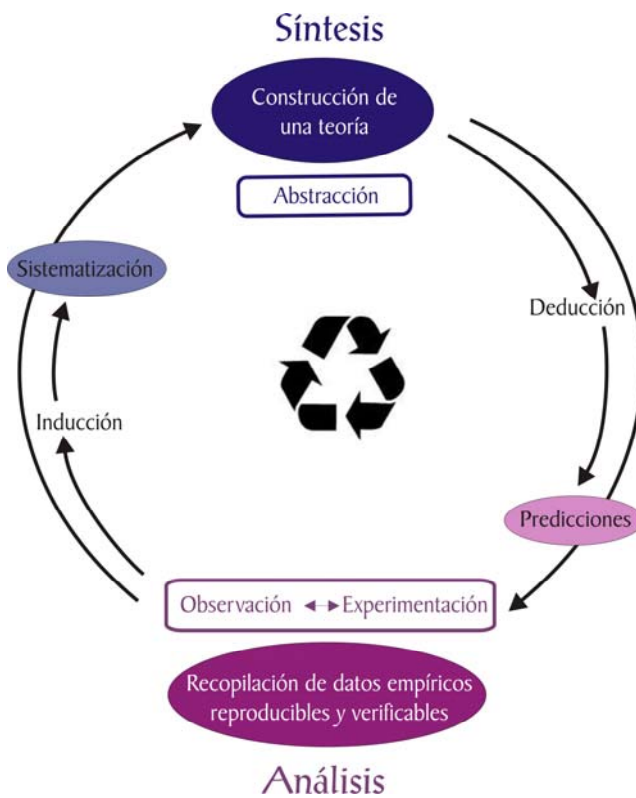 Síntesis
Construcción de
una teoría
Abstracción
Sistematización
Deducción
Inducción
Predicciones
Observación Experimentación
Recopilación de datos empíricos
reproducibles y verificables
Análisis